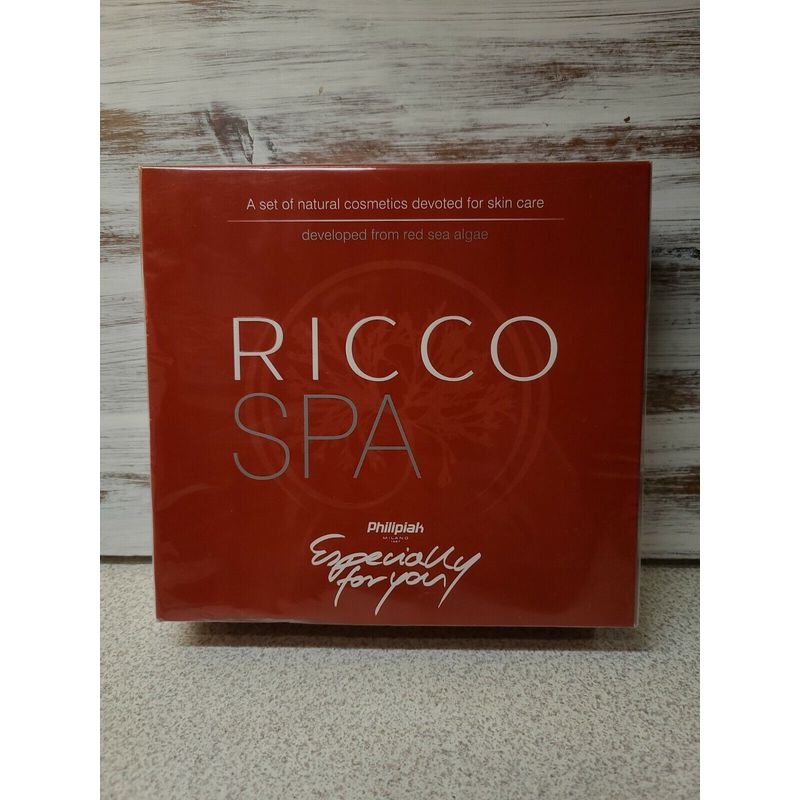 A set of natural cosmetics devoted for skin care
developed from red sea algae
RICCO
SPA
Philipiak
MILANO
Especially
for you